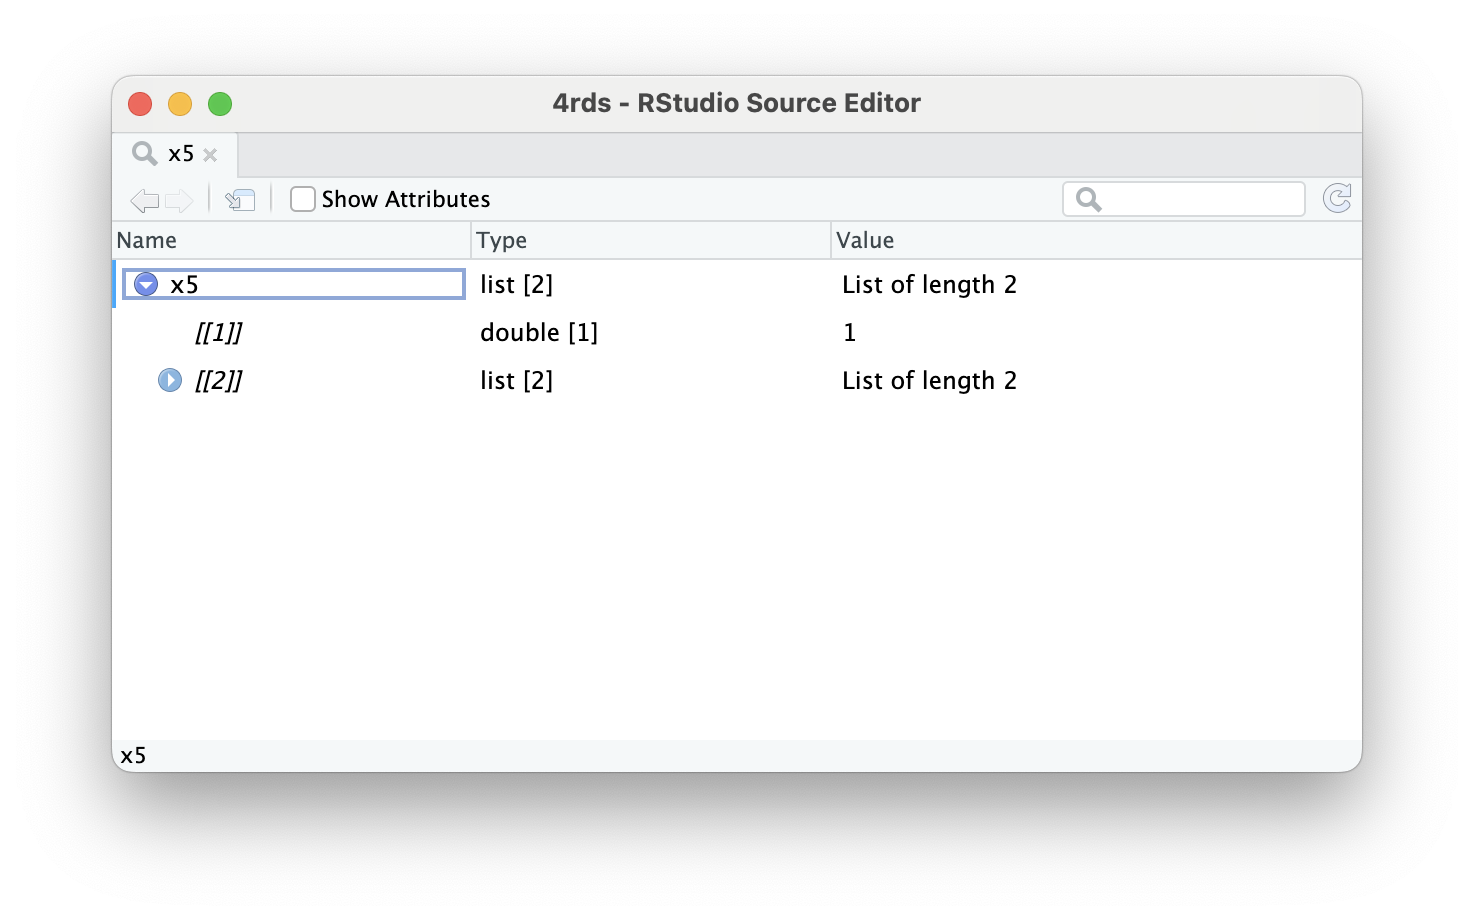 4rds - RStudio Source Editor
x5
Show Attributes
Name Type Value
x5 list [2] List of length 2
[[1]] double [1] 1
[[2]] list [2] List of length 2
x5